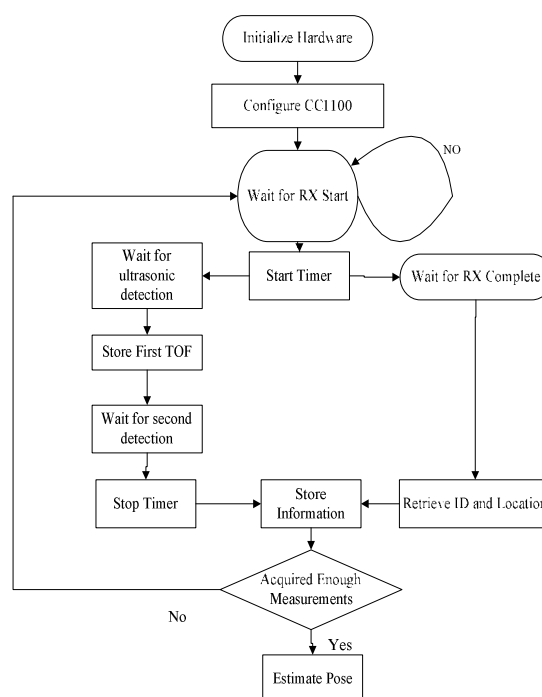 Initialize Hardware
Configure CC1100
NO
Wait for RX Start
Wait for
ultrasonic
detection
Start Timer
Wait for RX Complete
Store First TOF
Wait for second
detection
Stop Timer
Store
Information
Retrieve ID and Location
Acquired Enough
Measurements
No
Yes
Estimate Pose